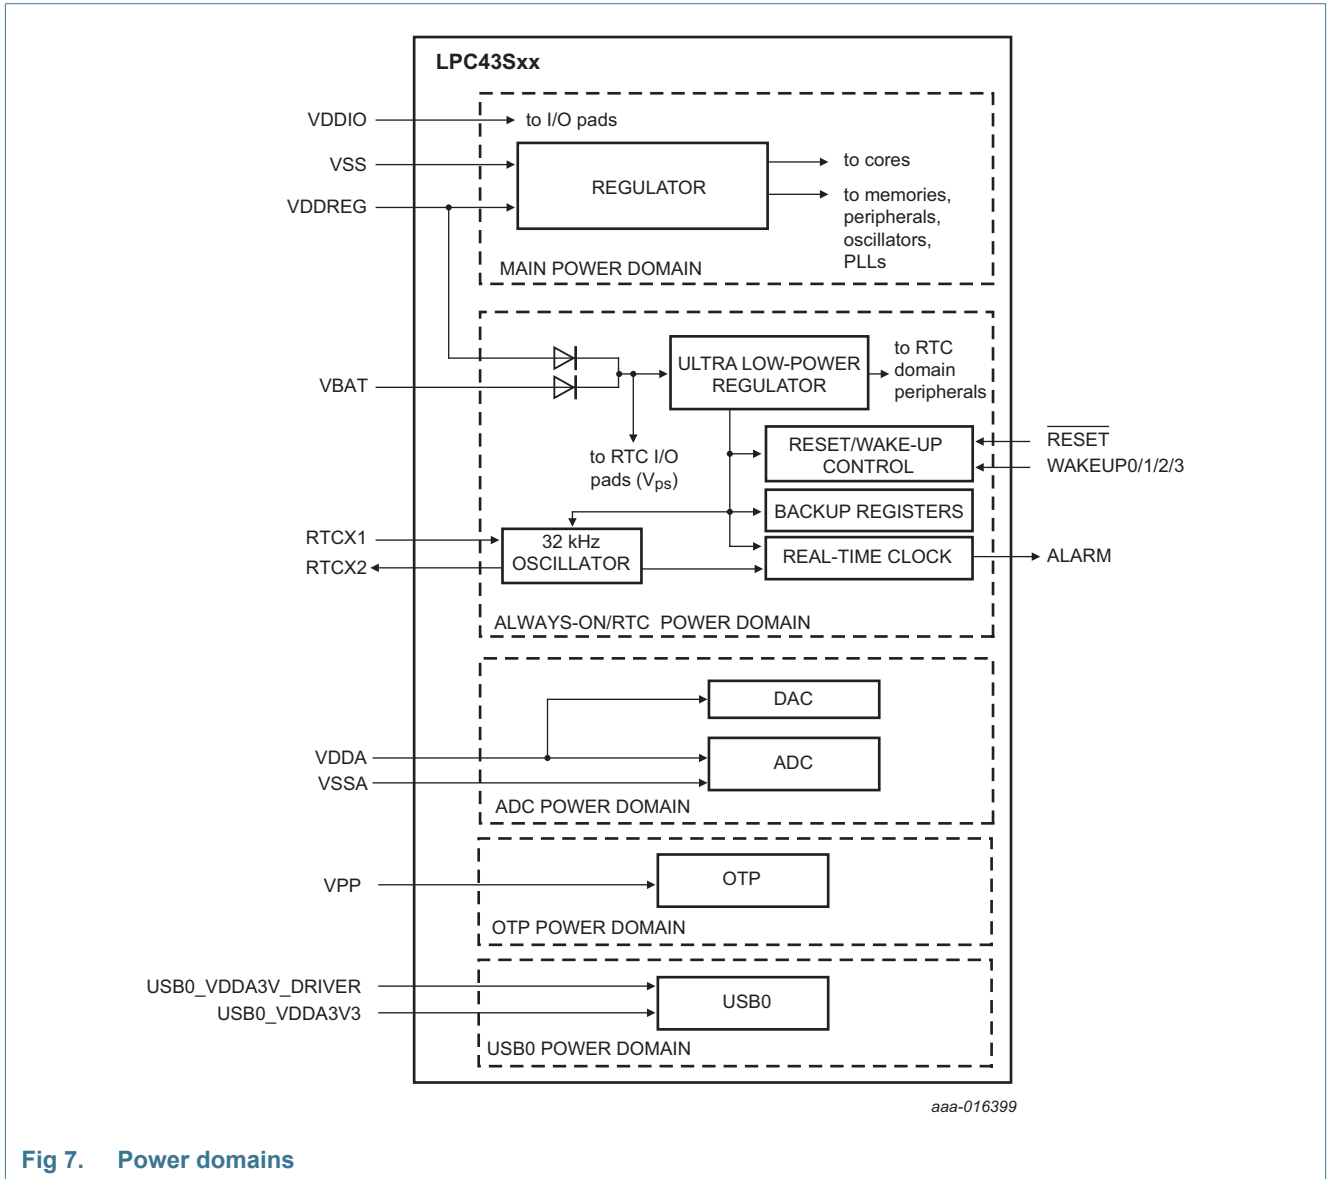 LPC43Sxx
VDDIO
to I/O pads
VSS
VDDREG
REGULATOR
to cores
to memories,
peripherals,
oscillators,
PLLs
MAIN POWER DOMAIN
VBAT
ULTRA LOW-POWER
REGULATOR
to RTC
domain
peripherals
to RTC I/O
pads (Vps)
RESET/WAKE-UP
CONTROL
RESET
WAKEUP0/1/2/3
BACKUP REGISTERS
RTCX1
RTCX2
32 kHz
OSCILLATOR
REAL-TIME CLOCK
ALARM
ALWAYS-ON/RTC POWER DOMAIN
DAC
VDDA
VSSA
ADC
ADC POWER DOMAIN
VPP
OTP
OTP POWER DOMAIN
USB0_VDDA3V_DRIVER
USB0_VDDA3V3
USB0
USB0 POWER DOMAIN
aaa-016399
Fig 7. Power domains